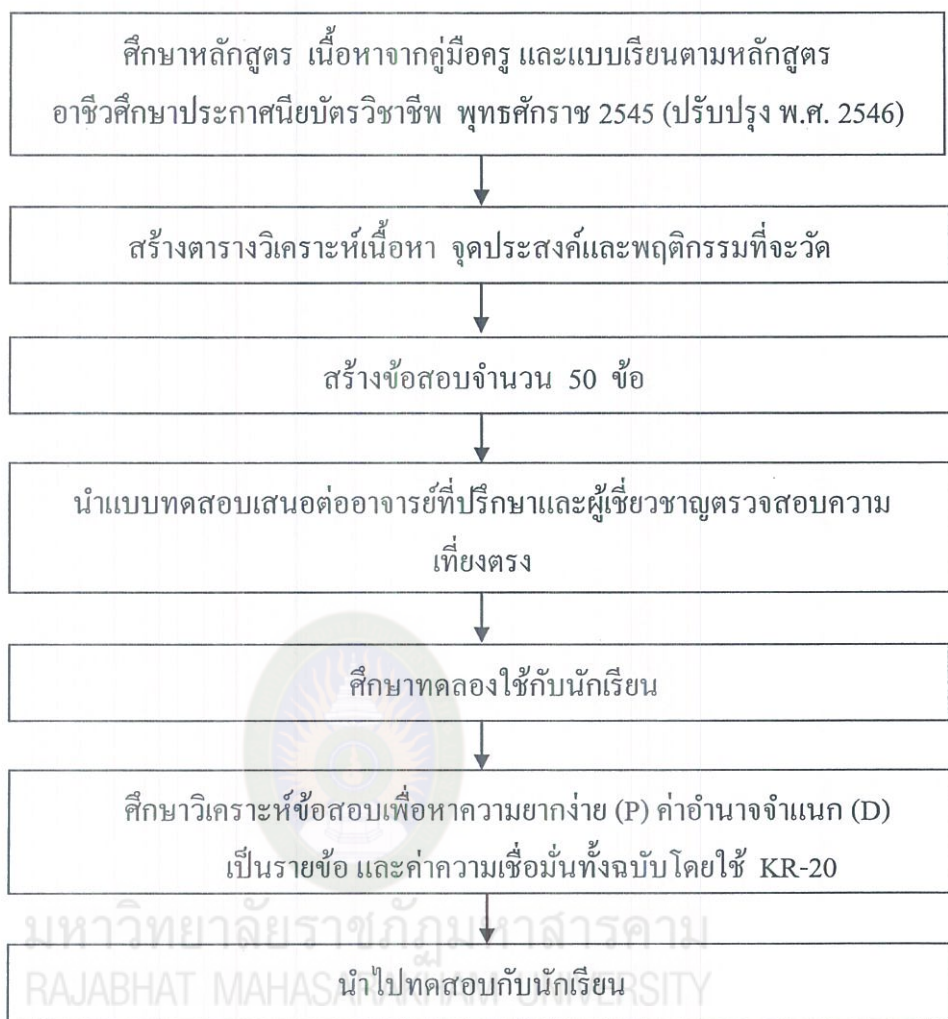 ศึกษาหลักสูตร เนื้อหาจากคู่มือครู และแบบเรียนตามหลักสูตร
อาชีวศึกษาประกาศนียบัตรวิชาชีพ พุทธศักราช 2545 (ปรับปรุง พ.ศ. 2546)
สร้างตารางวิเคราะห์เนื้อหา จุดประสงค์และพฤติกรรมที่จะวัด
สร้างข้อสอบจำนวน 50 ข้อ
นำแบบทดสอบเสนอต่ออาจารย์ที่ปรึกษาและผู้เชี่ยวชาญตรวจสอบความ
เที่ยงตรง
ศึกษาทดลองใช้กับนักเรียน
ศึกษาวิเคราะห์ข้อสอบเพื่อหาความยากง่าย (P) ค่าอำนาจจำแนก (D)
เป็นรายข้อ และค่าความเชื่อมั่นทั้งฉบับโดยใช้ KR-20
มหาวิทยาลัยราชภัฏมหาสารคาม
นำไปทดสอบกับนักเรียน
RAJABHAT MAHASARAKHAM UNIVERSITY